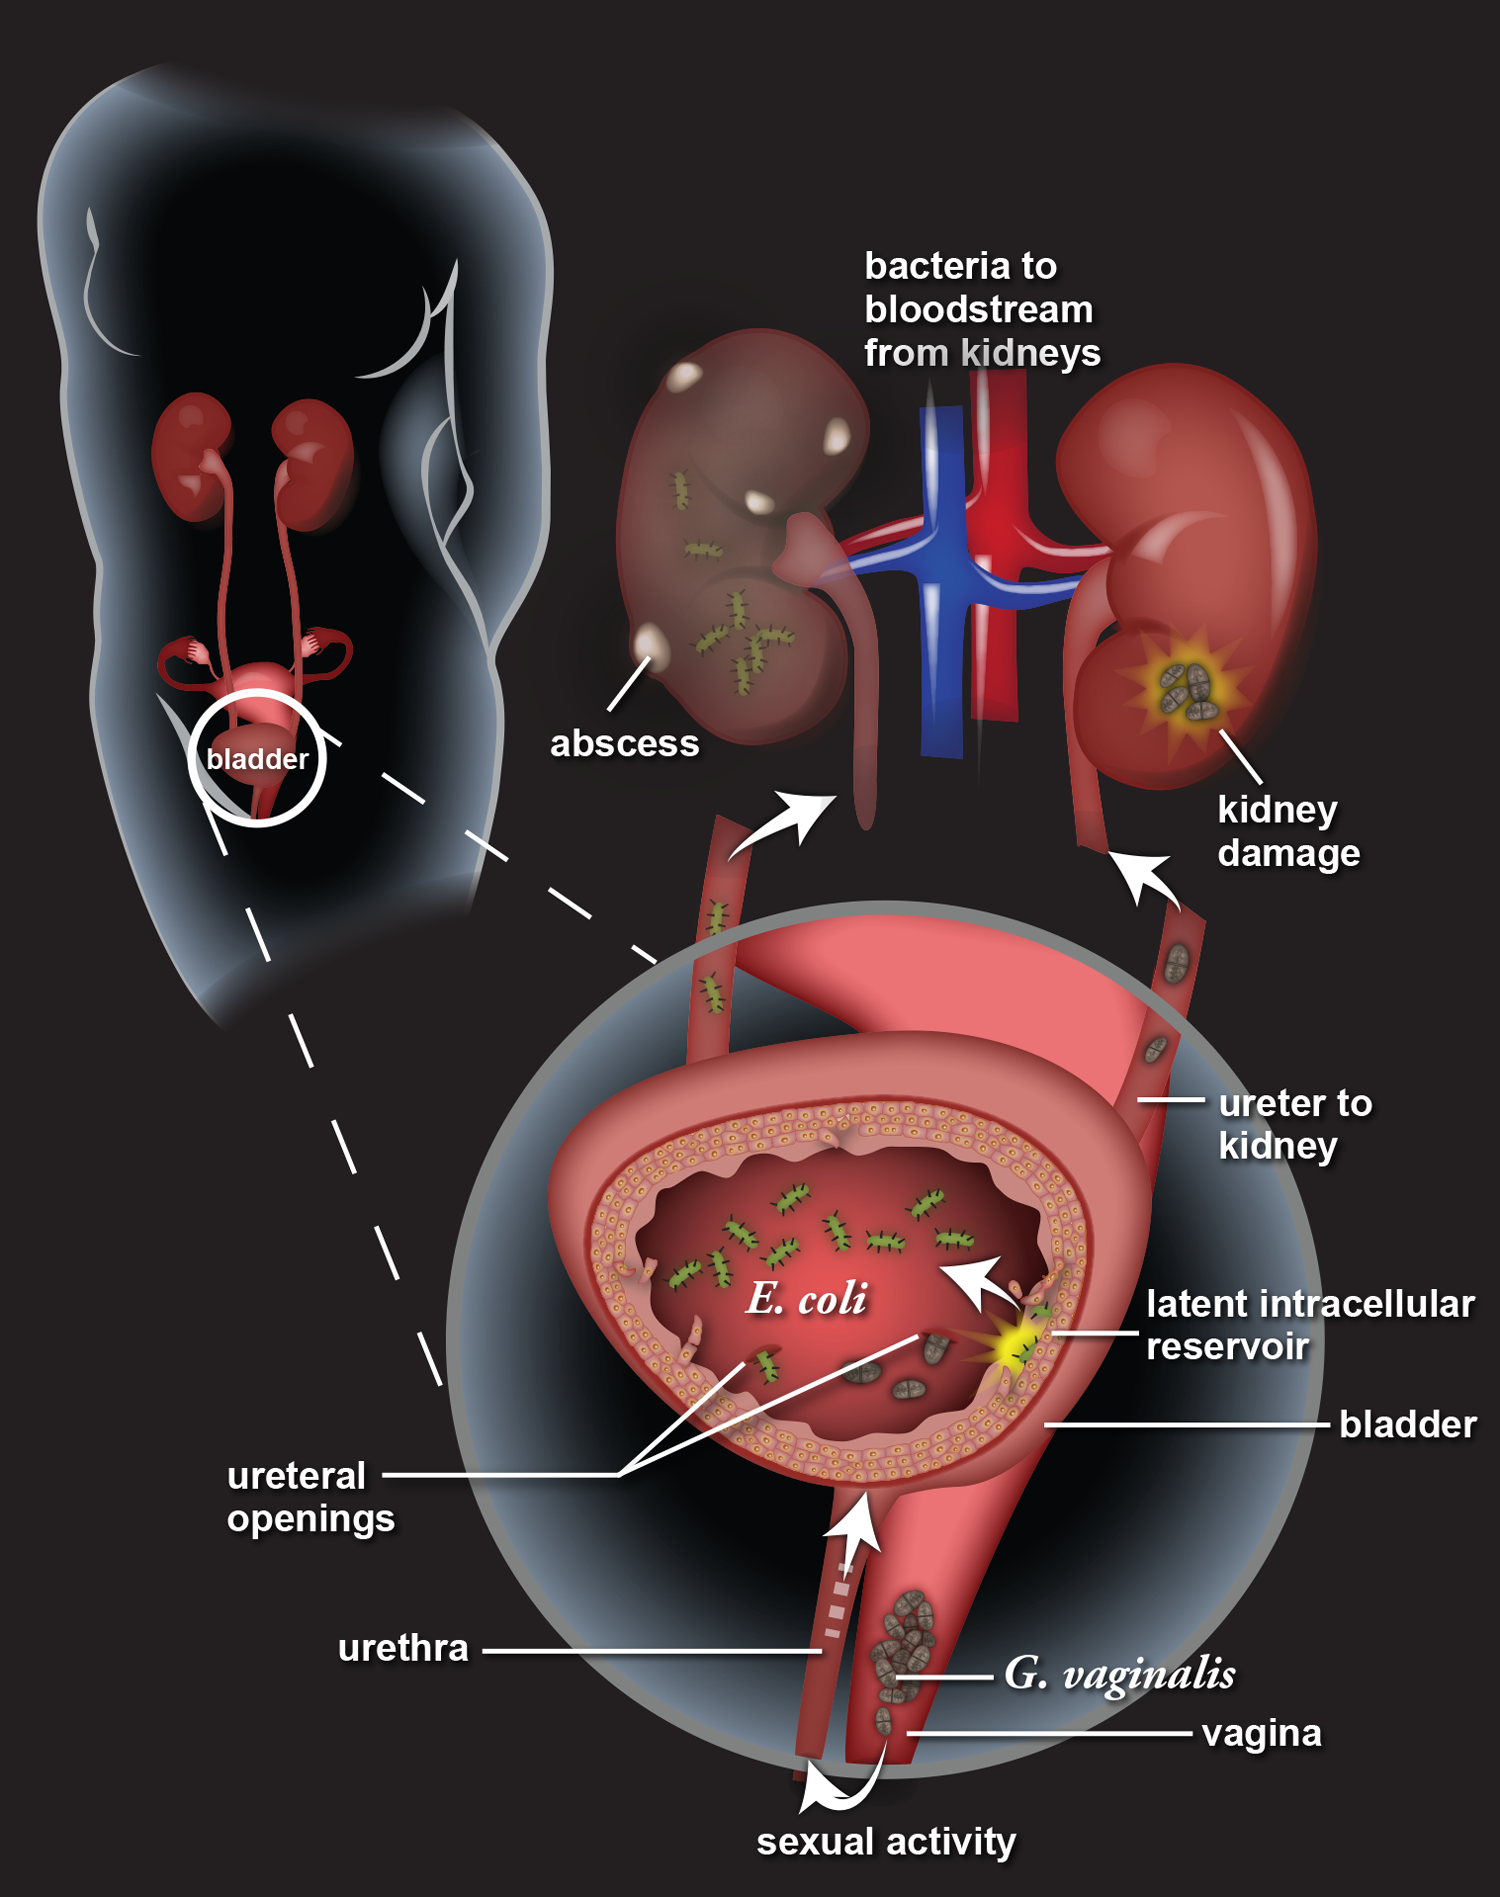 bacteria to
bloodstream
from kidneys
abscess
bladder
kidney
damage
ureter to
kidney
E. coli
latent intracellular
reservoir
bladder
ureteral
openings
urethra
G. vaginalis
vagina
sexual activity